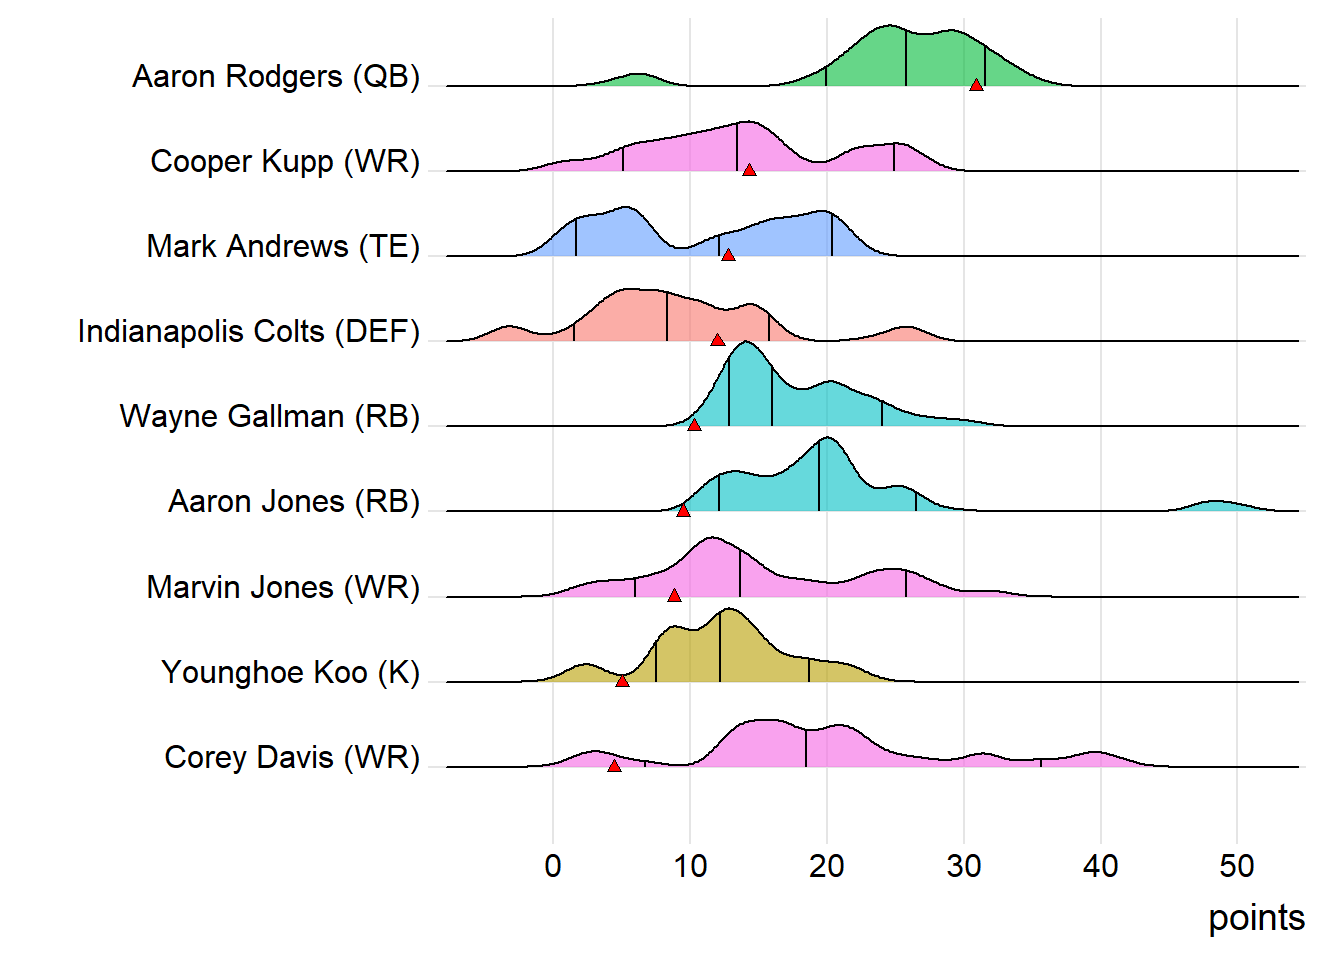 Aaron Rodgers (QB)
Cooper Kupp (WR)
Mark Andrews (TE)
Indianapolis Colts (DEF)
Wayne Gallman (RB)
Aaron Jones (RB)
Marvin Jones (WR)
Younghoe Koo (K)
Corey Davis (WR)
0 10 20 30 40 50
points